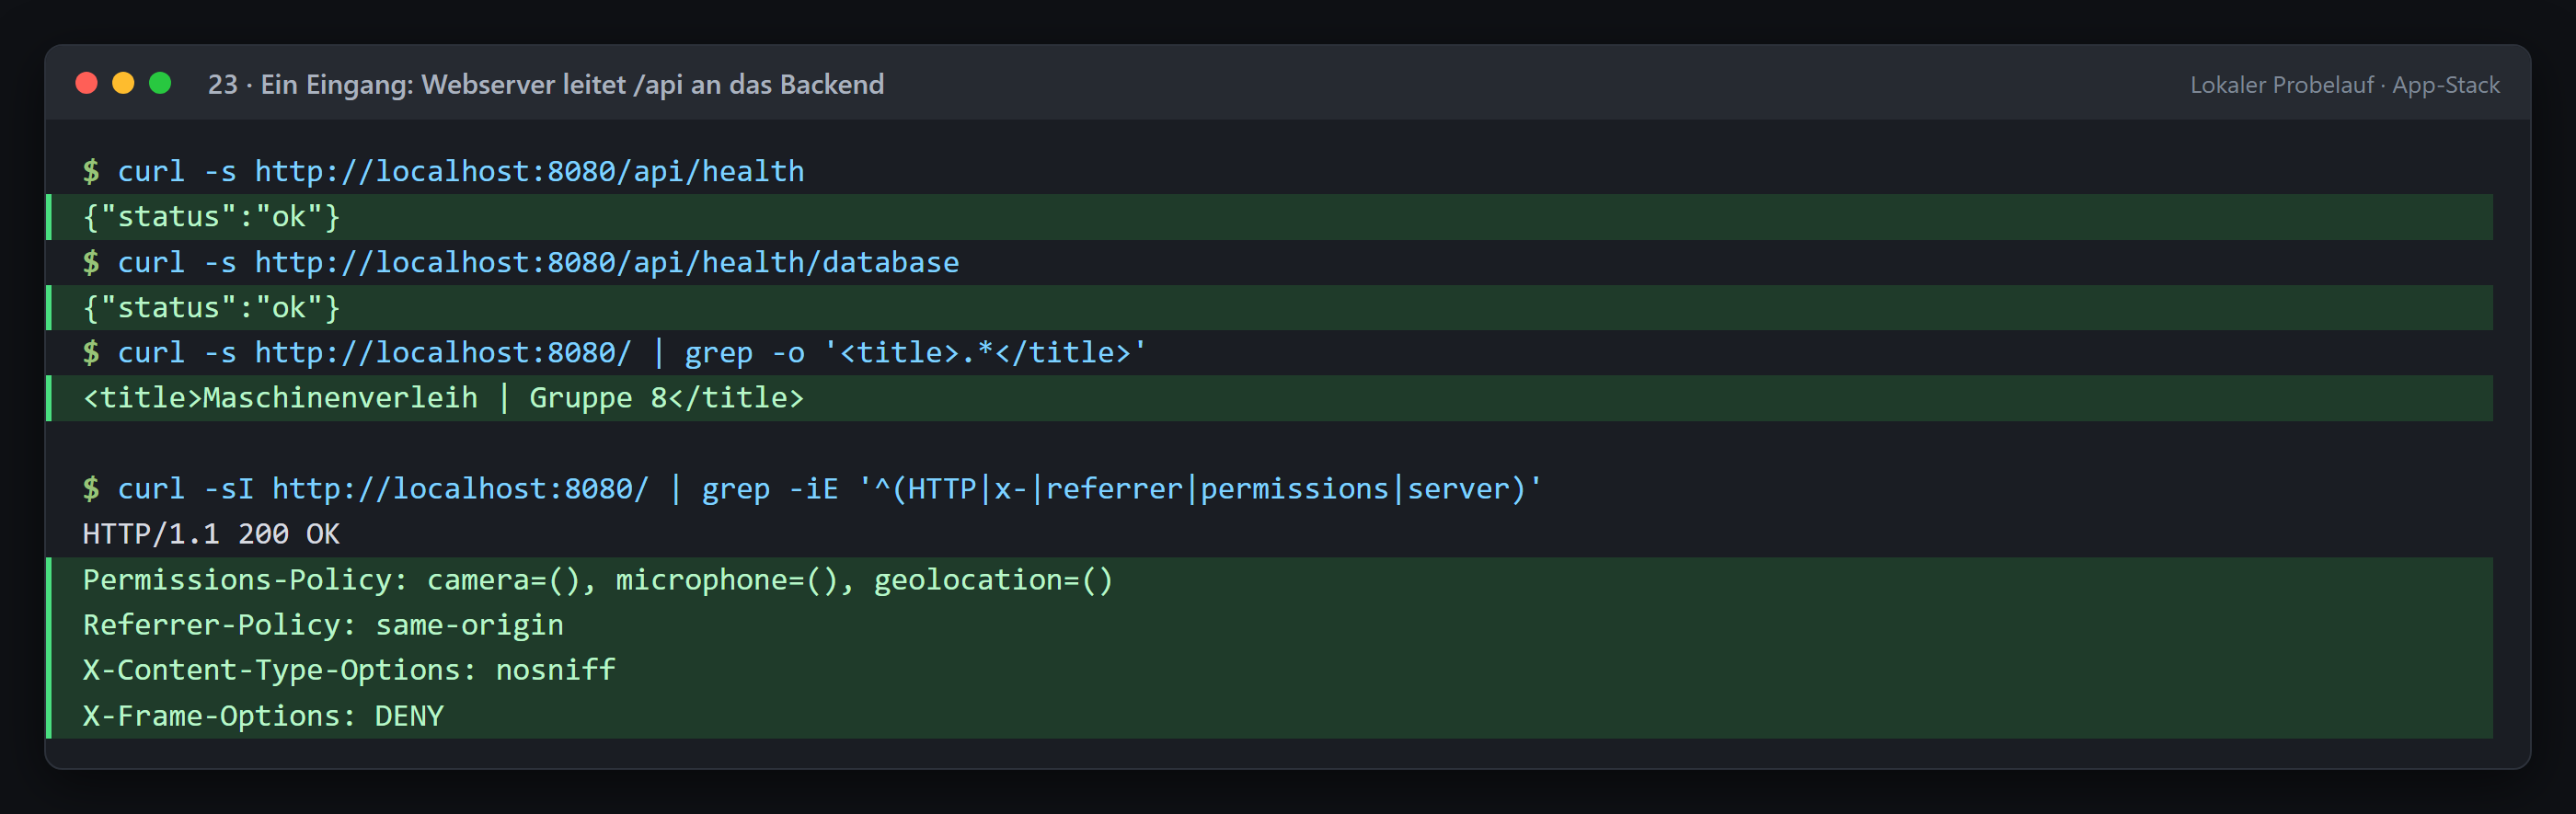 23 · Ein Eingang: Webserver leitet /api an das Backend
Lokaler Probelauf · App-Stack
$ curl -s http://localhost:8080/api/health
{"status":"ok"}
$ curl -s http://localhost:8080/api/health/database
{"status":"ok"}
$ curl -s http://localhost:8080/ | grep -o '<title>.*</title>'
<title>Maschinenverleih | Gruppe 8</title>
$ curl -sI http://localhost:8080/ | grep -iE '^(HTTP|x-|referrer|permissions|server)'
HTTP/1.1 200 OK
Permissions-Policy: camera=(), microphone=(), geolocation=()
Referrer-Policy: same-origin
X-Content-Type-Options: nosniff
X-Frame-Options: DENY